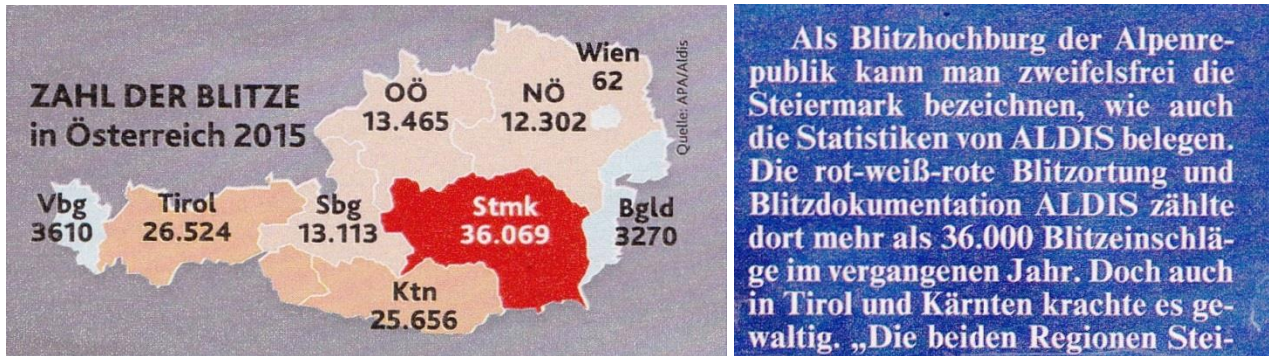 ZAHL DER BLITZE
in Österreich 2015
Wien
62
OÖ
13.465
NÖ
12.302
Quelle: APA/Aldis
Vbg
3610
Tirol
26.524
Sbg
13.113
Stmk
36.069
Bgld
3270
Ktn
25.656
Als Blitzhochburg der Alpenre-
publik kann man zweifelsfrei die
Steiermark bezeichnen, wie auch
die Statistiken von ALDIS belegen.
Die rot-weiß-rote Blitzortung und
Blitzdokumentation ALDIS zählte
dort mehr als 36.000 Blitzeinschlä-
ge im vergangenen Jahr. Doch auch
in Tirol und Kärnten krachte es ge-
waltig. „Die beiden Regionen Stei-